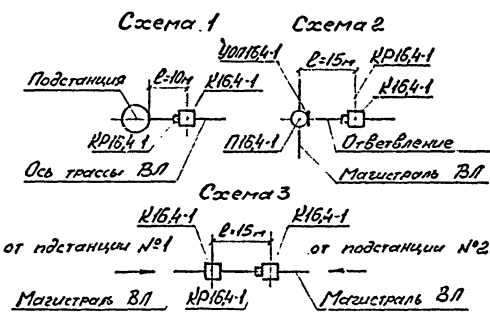 Схема 1
Схема 2
УОП16,4-1
ℓ=15м
КР16,4-1
Подстанция
ℓ=10м
К16,4-1
К16,4-1
КР16,4-1
П16,4-1
Ответвление
Ось трассы ВЛ
Магистраль ВЛ
Схема 3
К16,4-1
ℓ=15м
К16,4-1
от пдстанции №1
от подстанции №2
Магистраль ВЛ
КР16,4-1
Магистраль ВЛ